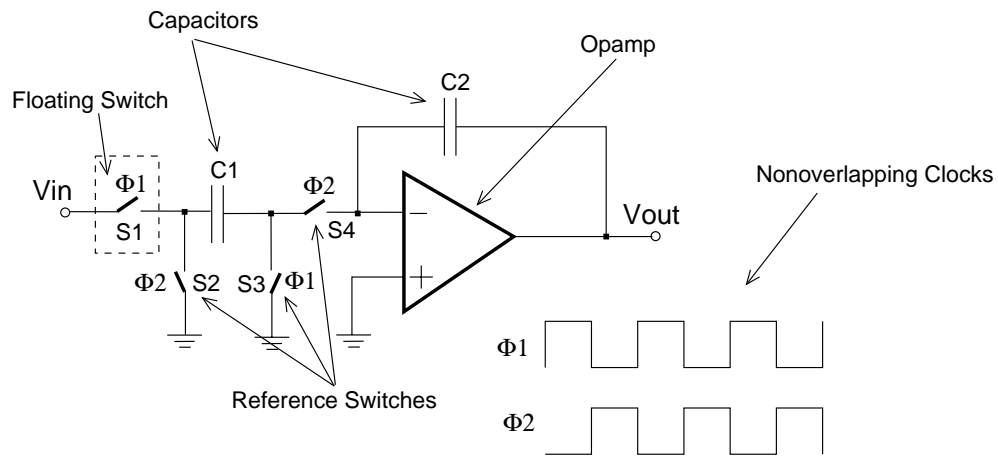 Capacitors
Opamp
C2
Floating Switch
C1
Nonoverlapping Clocks
Vin
Φ1
Φ2
Vout
S1
S4
−
+
Φ2
S2
S3
Φ1
Φ1
Reference Switches
Φ2